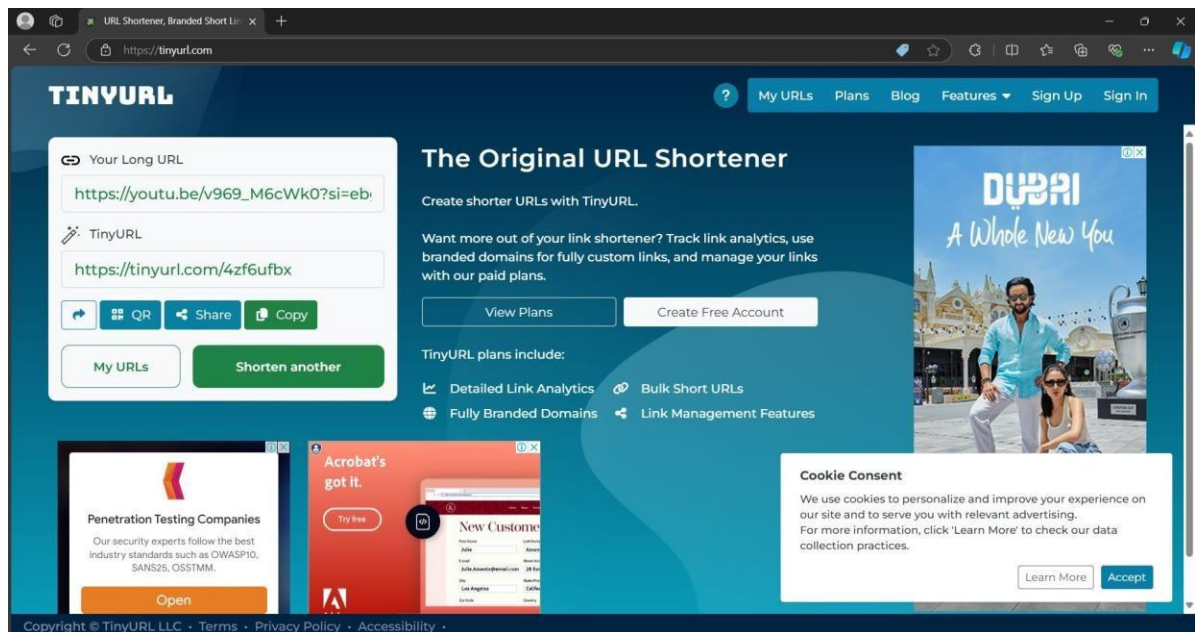 URL Shortener, Branded Short Lin
https://tinyurl.com
TINYURL
?
My URLs Plans Blog Features Sign Up Sign In
Your Long URL
https://youtu.be/v969_M6cWk0?si=eb
TinyURL
https://tinyurl.com/4zf6ufbx
QR Share Copy
My URLs Shorten another
The Original URL Shortener
Create shorter URLs with TinyURL.
Want more out of your link shortener? Track link analytics, use
branded domains for fully custom links, and manage your links
with our paid plans.
View Plans Create Free Account
TinyURL plans include:
Detailed Link Analytics Bulk Short URLs
Fully Branded Domains Link Management Features
DUBAI
A Whole New You
Penetration Testing Companies
Our security experts follow the best
industry standards such as OWASP10,
SANS25, OSSTMM.
Open
Acrobat's
got it.
Try free
New Custome
Julie
Julie.Amonte@email.com
Los Angeles
Cookie Consent
We use cookies to personalize and improve your experience on
our site and to serve you with relevant advertising.
For more information, click 'Learn More' to check our data
collection practices.
Learn More Accept
Copyright © TinyURL LLC • Terms • Privacy Policy • Accessibility •